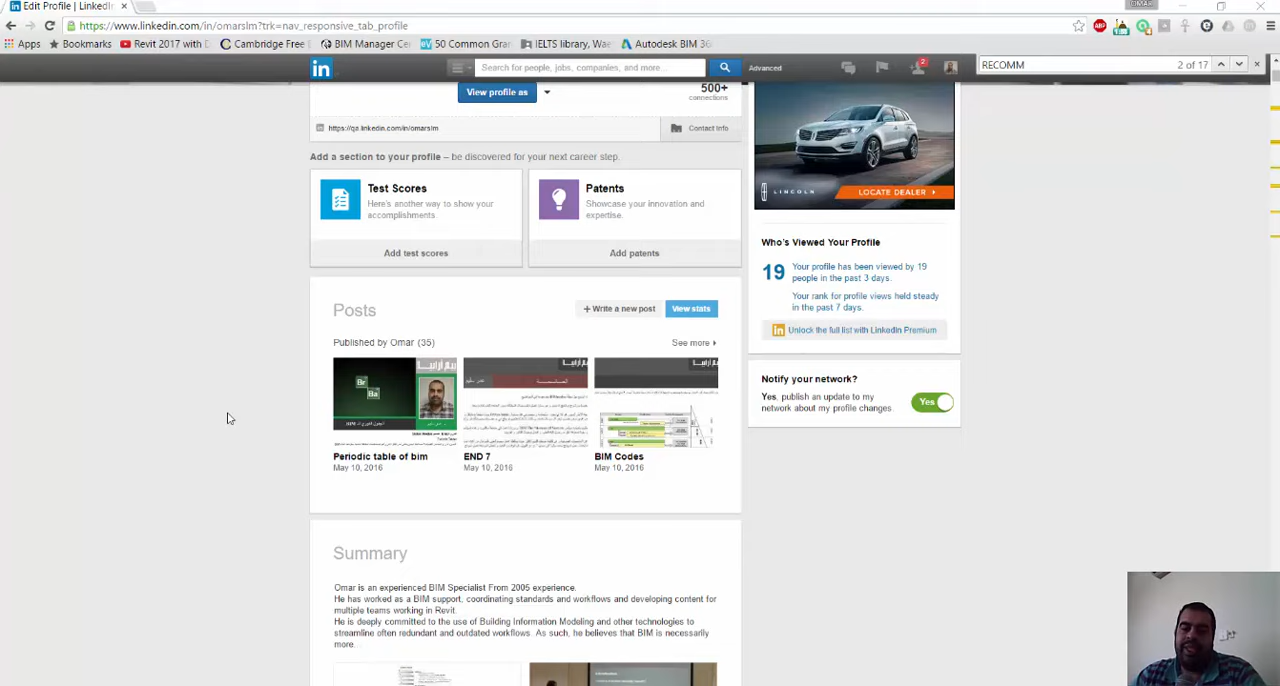 Edit Profile | LinkedIn
OMAR
https://www.linkedin.com/in/omarslm?trk=nav_responsive_tab_profile
ABP
Apps
Bookmarks
Revit 2017 with D
Cambridge Free E
BIM Manager Cer
50 Common Gram
IELTS library, Wae
Autodesk BIM 36
in
Search for people, jobs, companies, and more...
Advanced
2
RECOMM
2 of 17
View profile as
500+
connections
https://qa.linkedin.com/in/omarslm
Contact Info
Add a section to your profile – be discovered for your next career step.
Test Scores
Here's another way to show your
accomplishments.
Add test scores
Patents
Showcase your innovation and
expertise.
Add patents
LINCOLN
LOCATE DEALER
Who's Viewed Your Profile
19
Your profile has been viewed by 19
people in the past 3 days.
Your rank for profile views held steady
in the past 7 days.
in Unlock the full list with LinkedIn Premium
Notify your network?
Yes, publish an update to my
network about my profile changes.
Yes
Posts
+ Write a new post
View stats
Published by Omar (35)
See more
Br
Ba
Periodic table of bim
May 10, 2016
END 7
May 10, 2016
BIM Codes
May 10, 2016
Summary
Omar is an experienced BIM Specialist From 2005 experience.
He has worked as a BIM support, coordinating standards and workflows and developing content for
multiple teams working in Revit.
He is deeply committed to the use of Building Information Modeling and other technologies to
streamline often redundant and outdated workflows. As such, he believes that BIM is necessarily
more.